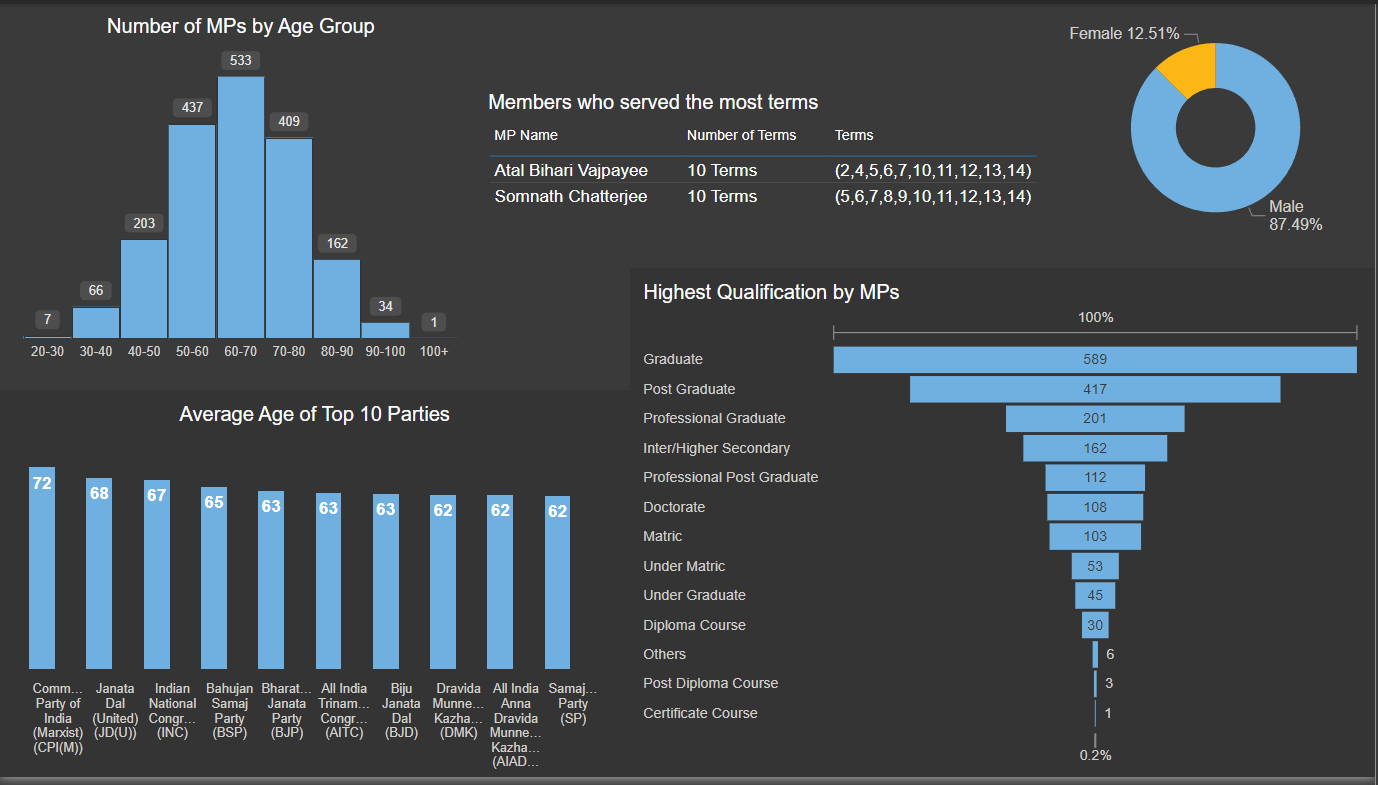 Number of MPs by Age Group
533
437
409
203
162
66
34
7
1
20-30 30-40 40-50 50-60 60-70 70-80 80-90 90-100 100+
Members who served the most terms
MP Name Number of Terms Terms
Atal Bihari Vajpayee 10 Terms (2,4,5,6,7,10,11,12,13,14)
Somnath Chatterjee 10 Terms (5,6,7,8,9,10,11,12,13,14)
Female 12.51%
Male
87.49%
Average Age of Top 10 Parties
72 68 67 65 63 63 63 62 62 62
Comm...
Party of
India
(Marxist)
(CPI(M))
Janata
Dal
(United)
(JD(U))
Indian
National
Congr...
(INC)
Bahujan
Samaj
Party
(BSP)
Bharat...
Janata
Party
(BJP)
All India
Trinam...
Congr...
(AITC)
Biju
Janata
Dal
(BJD)
Dravida
Munne...
Kazha...
(DMK)
All India
Anna
Dravida
Munne...
Kazha...
(AIAD...
Samaj...
Party
(SP)
Highest Qualification by MPs
100%
Graduate 589
Post Graduate 417
Professional Graduate 201
Inter/Higher Secondary 162
Professional Post Graduate 112
Doctorate 108
Matric 103
Under Matric 53
Under Graduate 45
Diploma Course 30
Others 6
Post Diploma Course 3
Certificate Course 1
0.2%